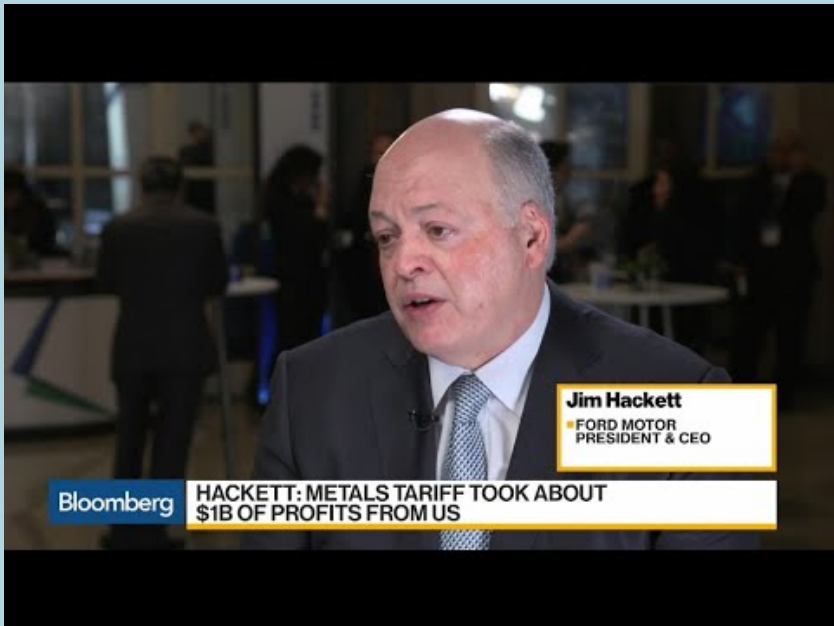 Jim Hackett
FORD MOTOR
PRESIDENT & CEO
Bloomberg
HACKETT: METALS TARIFF TOOK ABOUT
$1B OF PROFITS FROM US